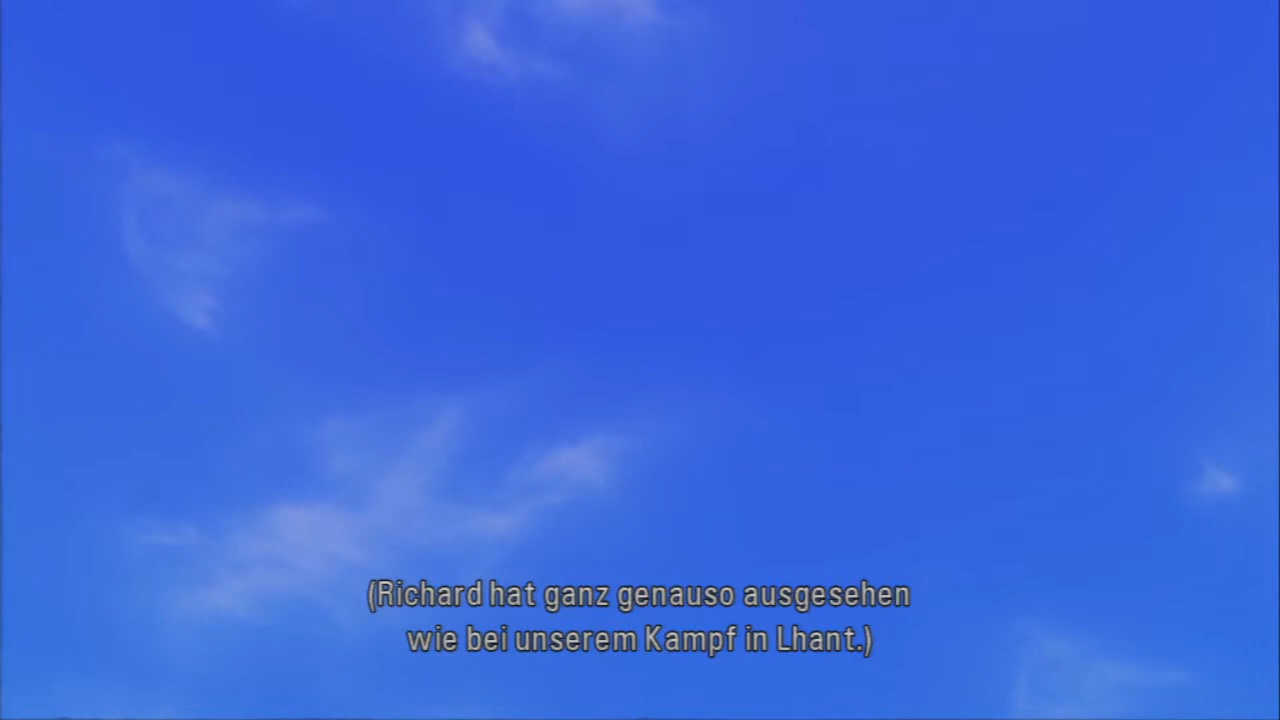 (Richard hat ganz genauso ausgesehen
wie bei unserem Kampf in Lhant.)